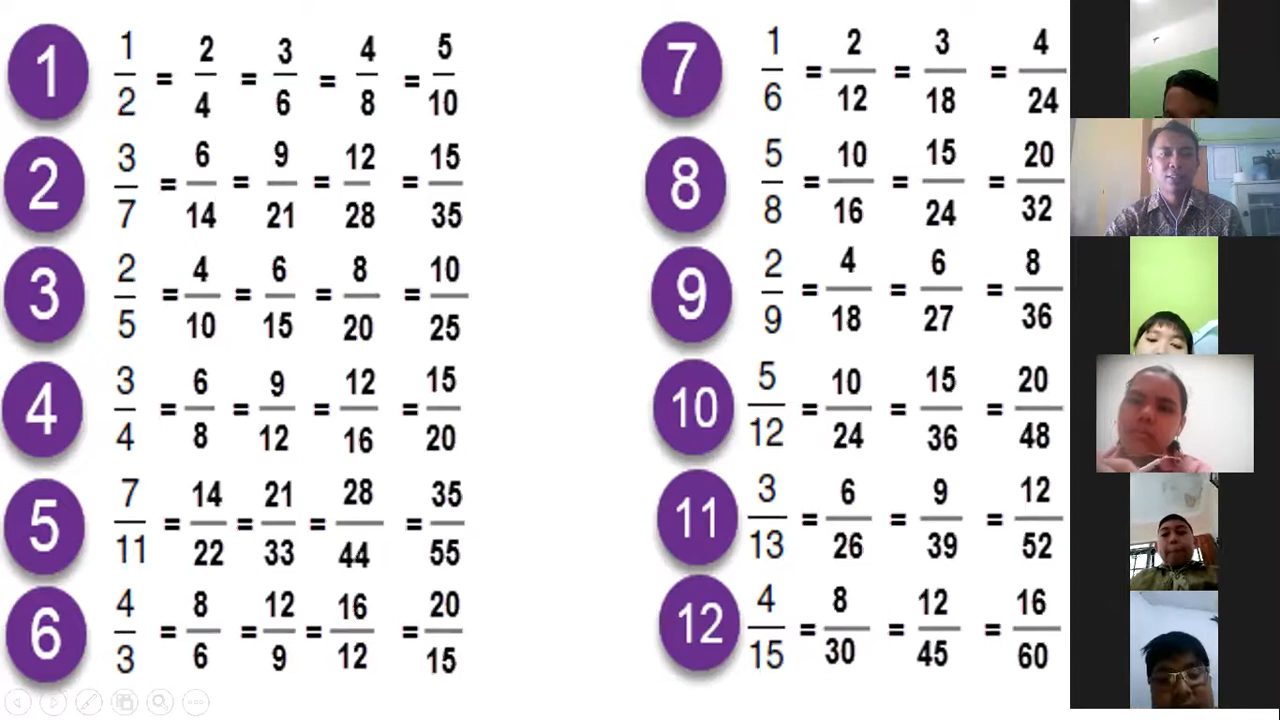 1 1/2 = 2/4 = 3/6 = 4/8 = 5/10
2 3/7 = 6/14 = 9/21 = 12/28 = 15/35
3 2/5 = 4/10 = 6/15 = 8/20 = 10/25
4 3/4 = 6/8 = 9/12 = 12/16 = 15/20
5 7/11 = 14/22 = 21/33 = 28/44 = 35/55
6 4/3 = 8/6 = 12/9 = 16/12 = 20/15
7 1/6 = 2/12 = 3/18 = 4/24
8 5/8 = 10/16 = 15/24 = 20/32
9 2/9 = 4/18 = 6/27 = 8/36
10 5/12 = 10/24 = 15/36 = 20/48
11 3/13 = 6/26 = 9/39 = 12/52
12 4/15 = 8/30 = 12/45 = 16/60